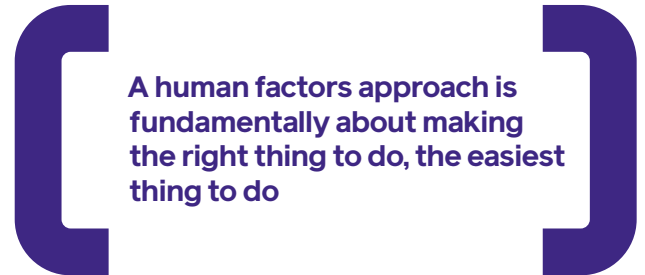 A human factors approach is
fundamentally about making
the right thing to do, the easiest
thing to do